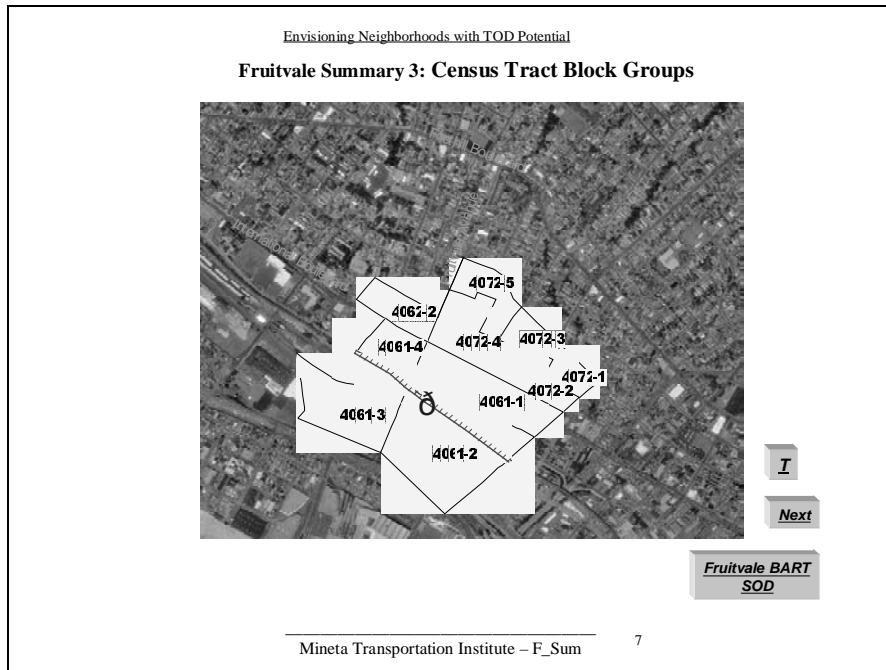 Envisioning Neighborhoods with TOD Potential
Fruitvale Summary 3: Census Tract Block Groups
International
4072-5
4062-2
4072-4
4072-3
4061-4
4072-1
4072-2
4061-1
ð
4061-3
4061-2
T
Next
Fruitvale BART
SOD
Mineta Transportation Institute – F_Sum
7